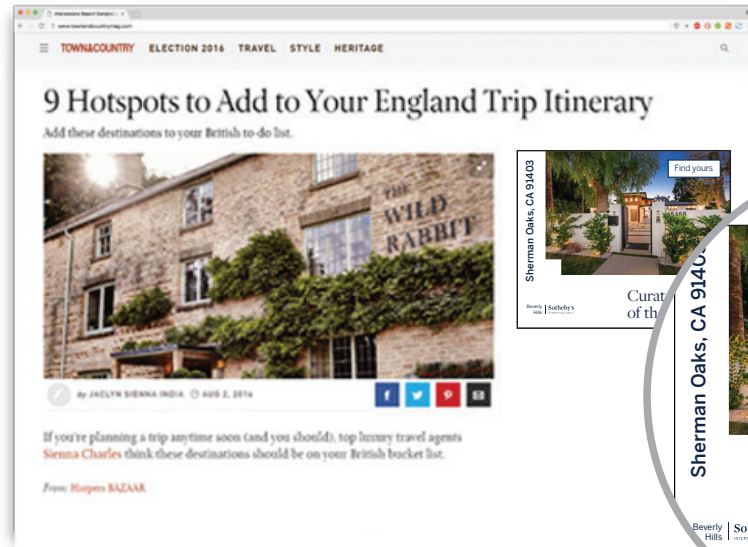 www.townandcountrymag.com
TOWN&COUNTRY ELECTION 2016 TRAVEL STYLE HERITAGE
9 Hotspots to Add to Your England Trip Itinerary
Add these destinations to your British to-do list.
THE
WILD
RABBIT
By JACLYN SIENNA INDIA AUG 2, 2016
If you're planning a trip anytime soon (and you should), top luxury travel agents
Sienna Charles think these destinations should be on your British bucket list.
From: Harpers BAZAAR
Sherman Oaks, CA 91403
Find yours
Beverly Hills Sotheby's
Curat
of th
Sherman Oaks, CA 91403
Beverly
Hills
So